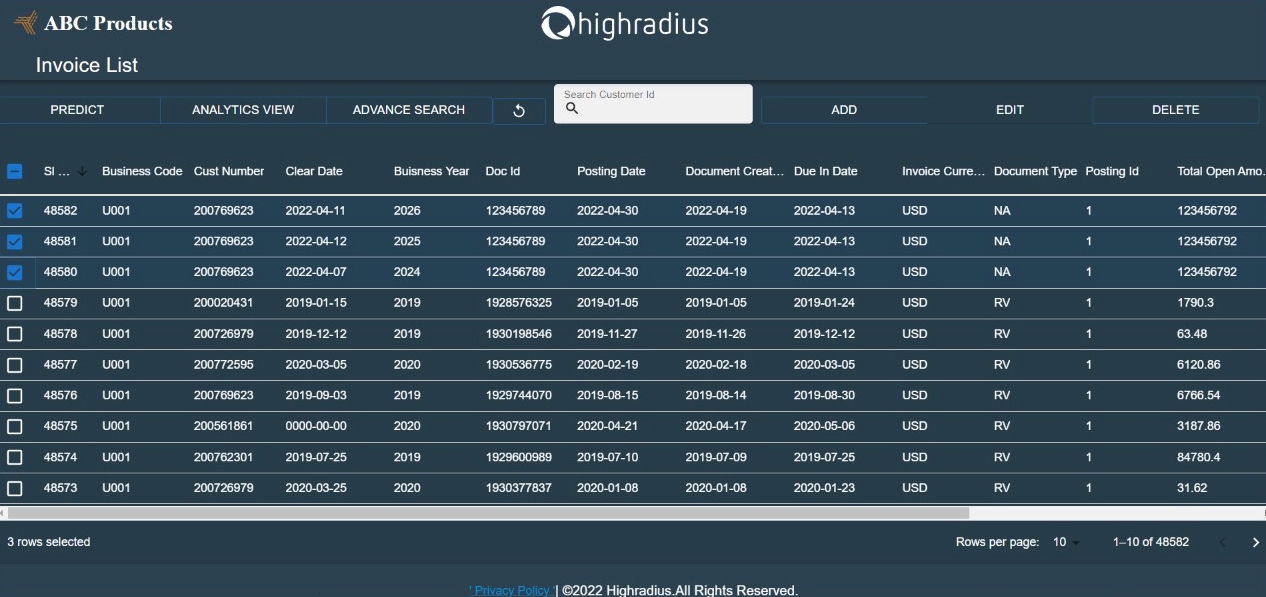 ABC Products
highradius
Invoice List
PREDICT ANALYTICS VIEW ADVANCE SEARCH Search Customer Id ADD EDIT DELETE
Sl ... Business Code Cust Number Clear Date Buisness Year Doc Id Posting Date Document Creat... Due In Date Invoice Curre... Document Type Posting Id Total Open Amo.
48582 U001 200769623 2022-04-11 2026 123456789 2022-04-30 2022-04-19 2022-04-13 USD NA 1 123456792
48581 U001 200769623 2022-04-12 2025 123456789 2022-04-30 2022-04-19 2022-04-13 USD NA 1 123456792
48580 U001 200769623 2022-04-07 2024 123456789 2022-04-30 2022-04-19 2022-04-13 USD NA 1 123456792
48579 U001 200020431 2019-01-15 2019 1928576325 2019-01-05 2019-01-05 2019-01-24 USD RV 1 1790.3
48578 U001 200726979 2019-12-12 2019 1930198546 2019-11-27 2019-11-26 2019-12-12 USD RV 1 63.48
48577 U001 200772595 2020-03-05 2020 1930536775 2020-02-19 2020-02-18 2020-03-05 USD RV 1 6120.86
48576 U001 200769623 2019-09-03 2019 1929744070 2019-08-15 2019-08-14 2019-08-30 USD RV 1 6766.54
48575 U001 200561861 0000-00-00 2020 1930797071 2020-04-21 2020-04-17 2020-05-06 USD RV 1 3187.86
48574 U001 200762301 2019-07-25 2019 1929600989 2019-07-10 2019-07-09 2019-07-25 USD RV 1 84780.4
48573 U001 200726979 2020-03-25 2020 1930377837 2020-01-08 2020-01-08 2020-01-23 USD RV 1 31.62
3 rows selected Rows per page: 10 1–10 of 48582
' Privacy Policy '| ©2022 Highradius.All Rights Reserved.